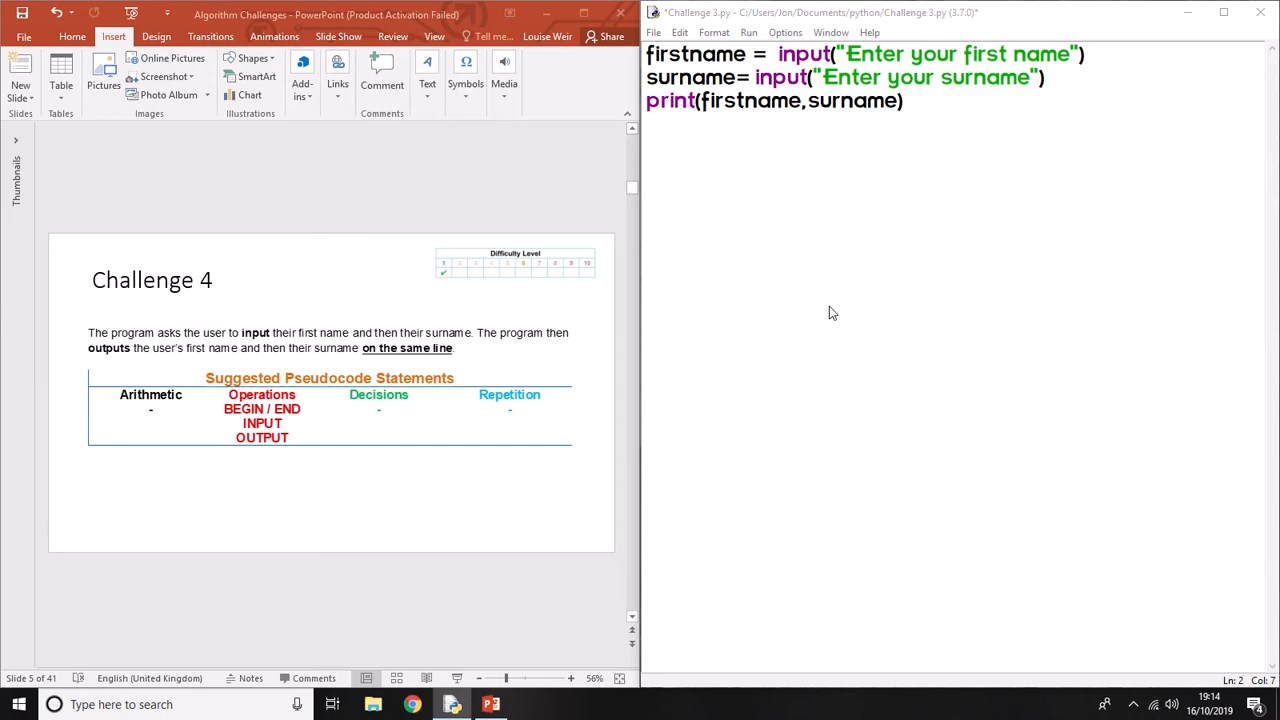 Algorithm Challenges - PowerPoint (Product Activation Failed)
File Home Insert Design Transitions Animations Slide Show Review View Tell me... Louise Weir Share
New Slide
Tables
Pictures
Online Pictures
Screenshot
Photo Album
Shapes
SmartArt
Chart
Add-ins
Links
Comment
Text
Symbols
Media
Slides
Images
Illustrations
Comments
Thumbnails
Challenge 4
Difficulty Level
1 2 3 4 5 6 7 8 9 10
✓
The program asks the user to input their first name and then their surname. The program then
outputs the user's first name and then their surname on the same line.
Suggested Pseudocode Statements
Arithmetic Operations Decisions Repetition
- BEGIN / END - -
INPUT
OUTPUT
Slide 5 of 41 English (United Kingdom) Notes Comments 56%
*Challenge 3.py - C:/Users/Jon/Documents/python/Challenge 3.py (3.7.0)*
File Edit Format Run Options Window Help
firstname = input("Enter your first name")
surname= input("Enter your surname")
print(firstname,surname)
Ln: 2 Col: 7
Type here to search
19:14
16/10/2019
4